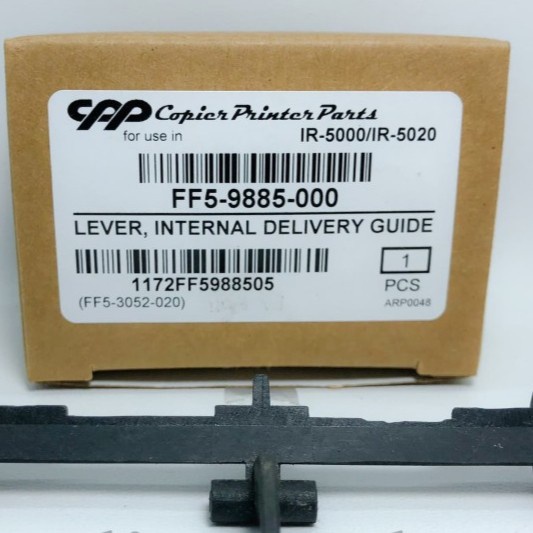 CPP Copier Printer Parts
for use in IR-5000/IR-5020
FF5-9885-000
LEVER, INTERNAL DELIVERY GUIDE
1172FF5988505 1
PCS
(FF5-3052-020) ARP0048